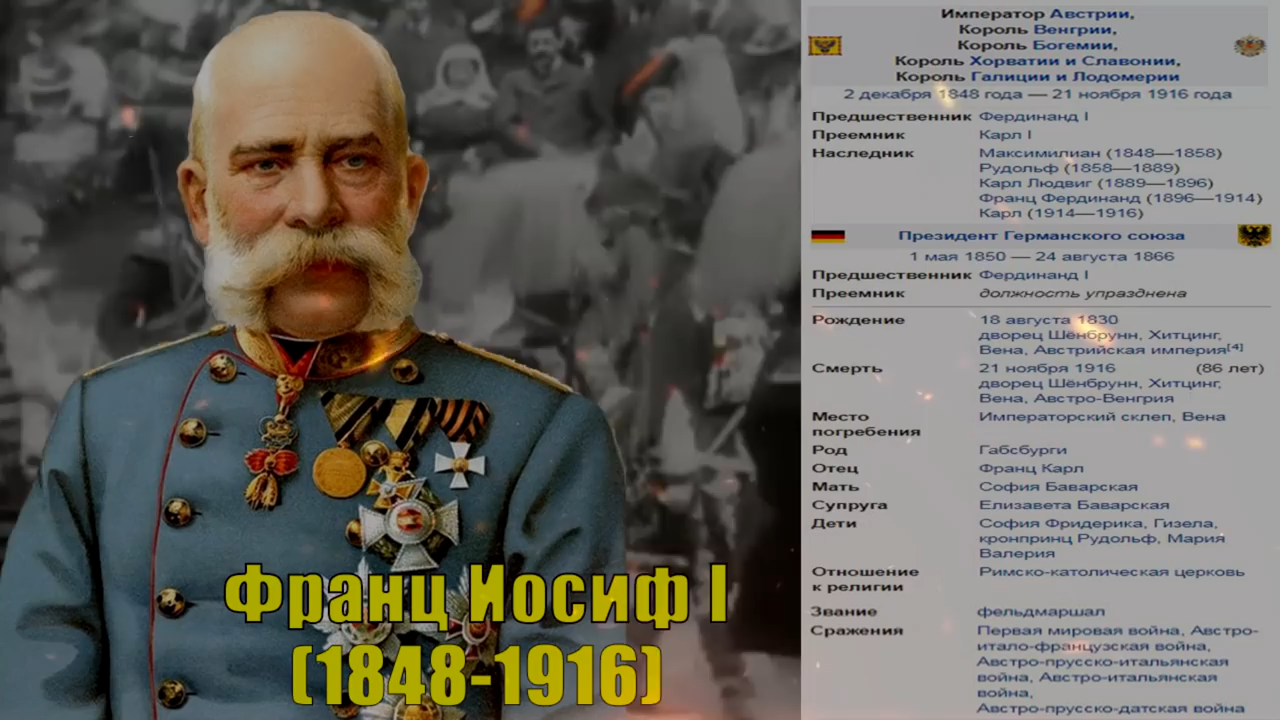 Франц Иосиф I
(1848-1916)
Император Австрии,
Король Венгрии,
Король Богемии,
Король Хорватии и Славонии,
Король Галиции и Лодомерии
2 декабря 1848 года — 21 ноября 1916 года
Предшественник Фердинанд I
Преемник Карл I
Наследник Максимилиан (1848—1858)
Рудольф (1858—1889)
Карл Людвиг (1889—1896)
Франц Фердинанд (1896—1914)
Карл (1914—1916)
Президент Германского союза
1 мая 1850 — 24 августа 1866
Предшественник Фердинанд I
Преемник должность упразднена
Рождение 18 августа 1830
дворец Шёнбрунн, Хитцинг,
Вена, Австрийская империя[4]
Смерть 21 ноября 1916 (86 лет)
дворец Шёнбрунн, Хитцинг,
Вена, Австро-Венгрия
Место Императорский склеп, Вена
погребения
Род Габсбурги
Отец Франц Карл
Мать София Баварская
Супруга Елизавета Баварская
Дети София Фридерика, Гизела,
кронпринц Рудольф, Мария
Валерия
Отношение Римско-католическая церковь
к религии
Звание фельдмаршал
Сражения Первая мировая война, Австро-
итало-французская война,
Австро-прусско-итальянская
война, Австро-итальянская
война,
Австро-прусско-датская война